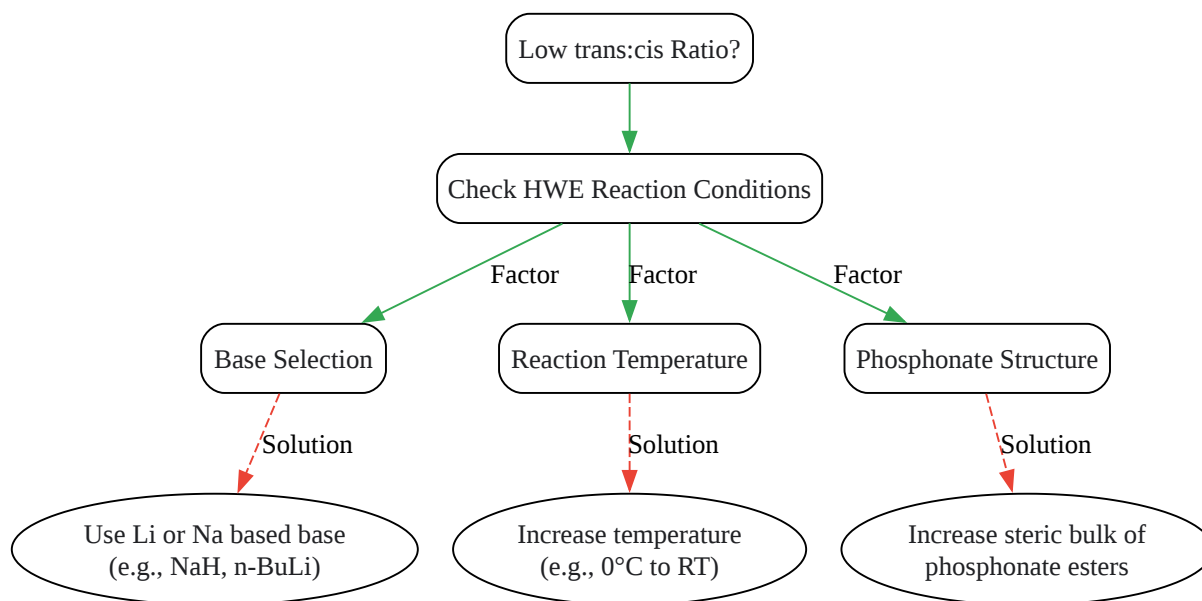 Low trans:cis Ratio?
Check HWE Reaction Conditions
Factor
Factor
Factor
Base Selection
Reaction Temperature
Phosphonate Structure
Solution
Solution
Solution
Use Li or Na based base
(e.g., NaH, n-BuLi)
Increase temperature
(e.g., 0°C to RT)
Increase steric bulk of
phosphonate esters